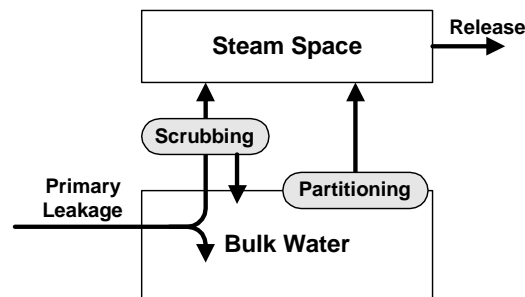 Steam Space
Release
Scrubbing
Partitioning
Primary
Leakage
Bulk Water